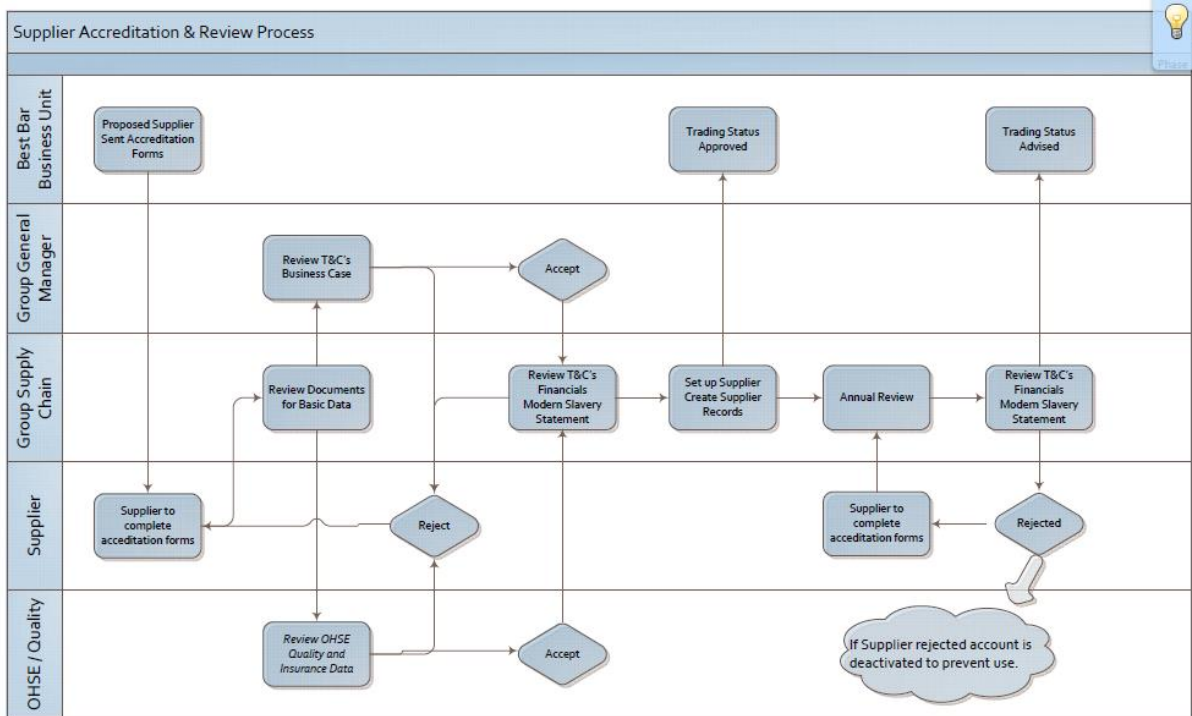 Supplier Accreditation & Review Process
Phase
Best Bar
Business Unit
Proposed Supplier
Sent Accreditation
Forms
Trading Status
Approved
Trading Status
Advised
Group General
Manager
Review T&C's
Business Case
Accept
Group Supply
Chain
Review Documents
for Basic Data
Review T&C's
Financials
Modern Slavery
Statement
Set up Supplier
Create Supplier
Records
Annual Review
Review T&C's
Financials
Modern Slavery
Statement
Supplier
Supplier to
complete
acceditation forms
Reject
Supplier to
complete
acceditation forms
Rejected
OHSE / Quality
Review OHSE
Quality and
Insurance Data
Accept
If Supplier rejected account is
deactivated to prevent use.